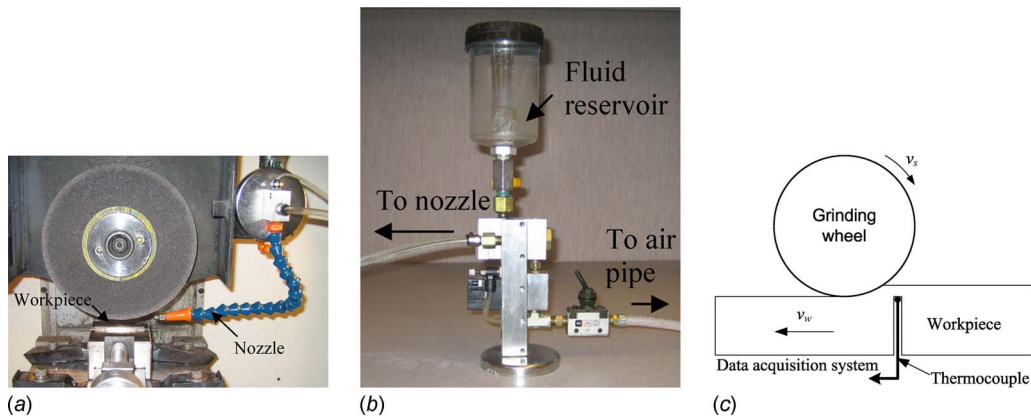 Workpiece
Nozzle
(a)
Fluid
reservoir
To nozzle
To air
pipe
(b)
v_s
Grinding
wheel
v_w
Workpiece
Data acquisition system
Thermocouple
(c)